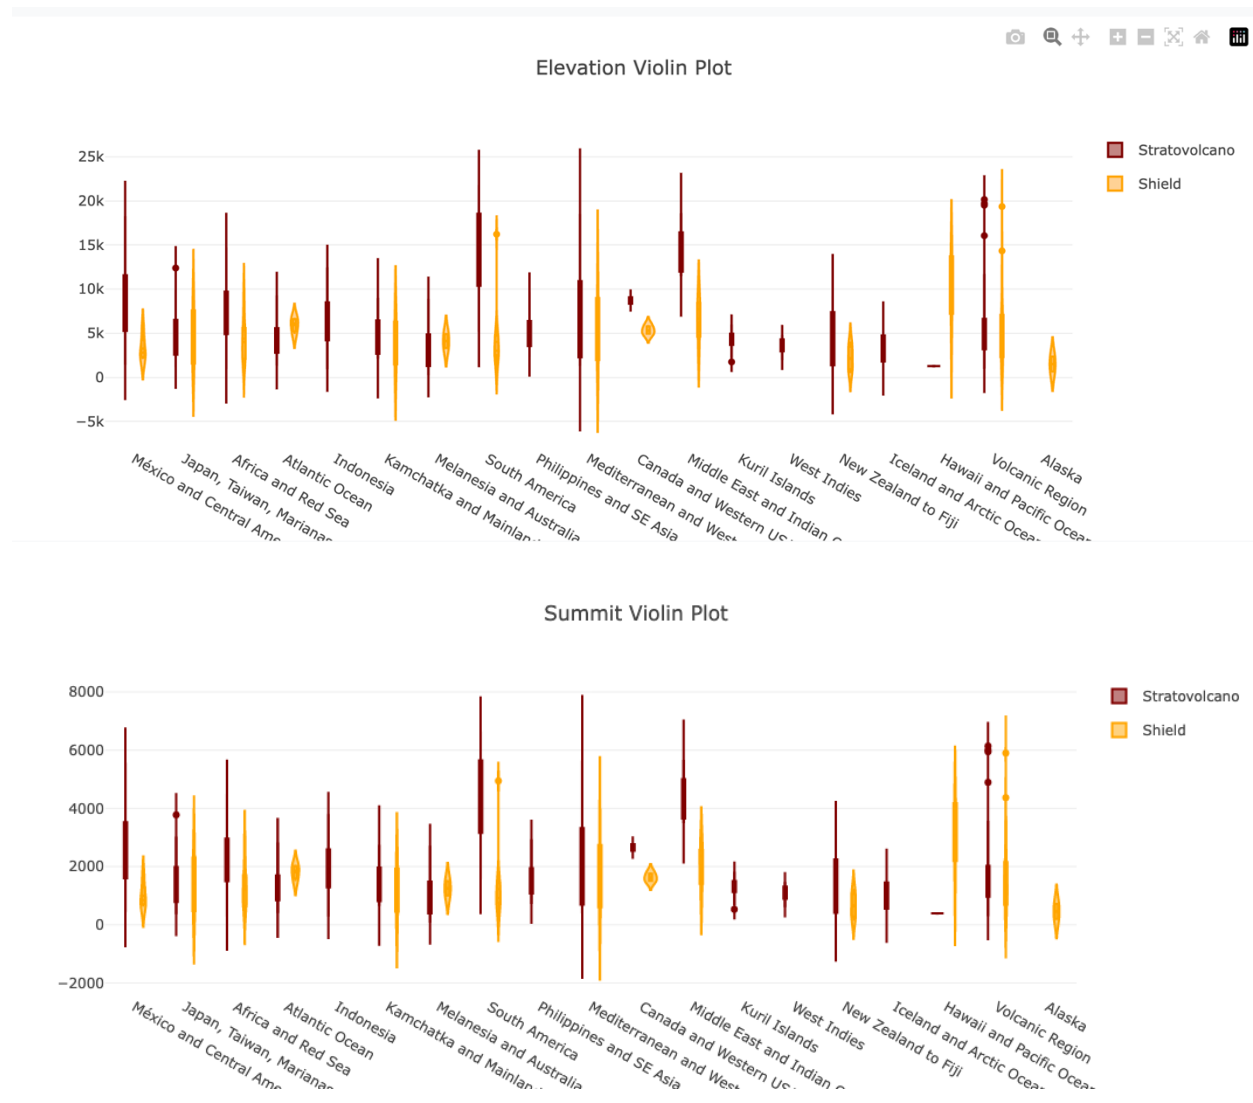 Elevation Violin Plot
Stratovolcano
Shield
25k
20k
15k
10k
5k
0
−5k
México and Central Ame
Japan, Taiwan, Marianas
Africa and Red Sea
Atlantic Ocean
Indonesia
Kamchatka and Mainland
Melanesia and Australia
South America
Philippines and SE Asia
Mediterranean and West
Canada and Western US
Middle East and Indian O
Kuril Islands
West Indies
New Zealand to Fiji
Iceland and Arctic Ocea
Hawaii and Pacific Ocea
Volcanic Region
Alaska
Summit Violin Plot
Stratovolcano
Shield
8000
6000
4000
2000
0
−2000
México and Central Ame
Japan, Taiwan, Marianas
Africa and Red Sea
Atlantic Ocean
Indonesia
Kamchatka and Mainlan
Melanesia and Australia
South America
Philippines and SE Asia
Mediterranean and West
Canada and Western US
Middle East and Indian O
Kuril Islands
West Indies
New Zealand to Fiji
Iceland and Arctic Ocea
Hawaii and Pacific Ocea
Volcanic Region
Alaska